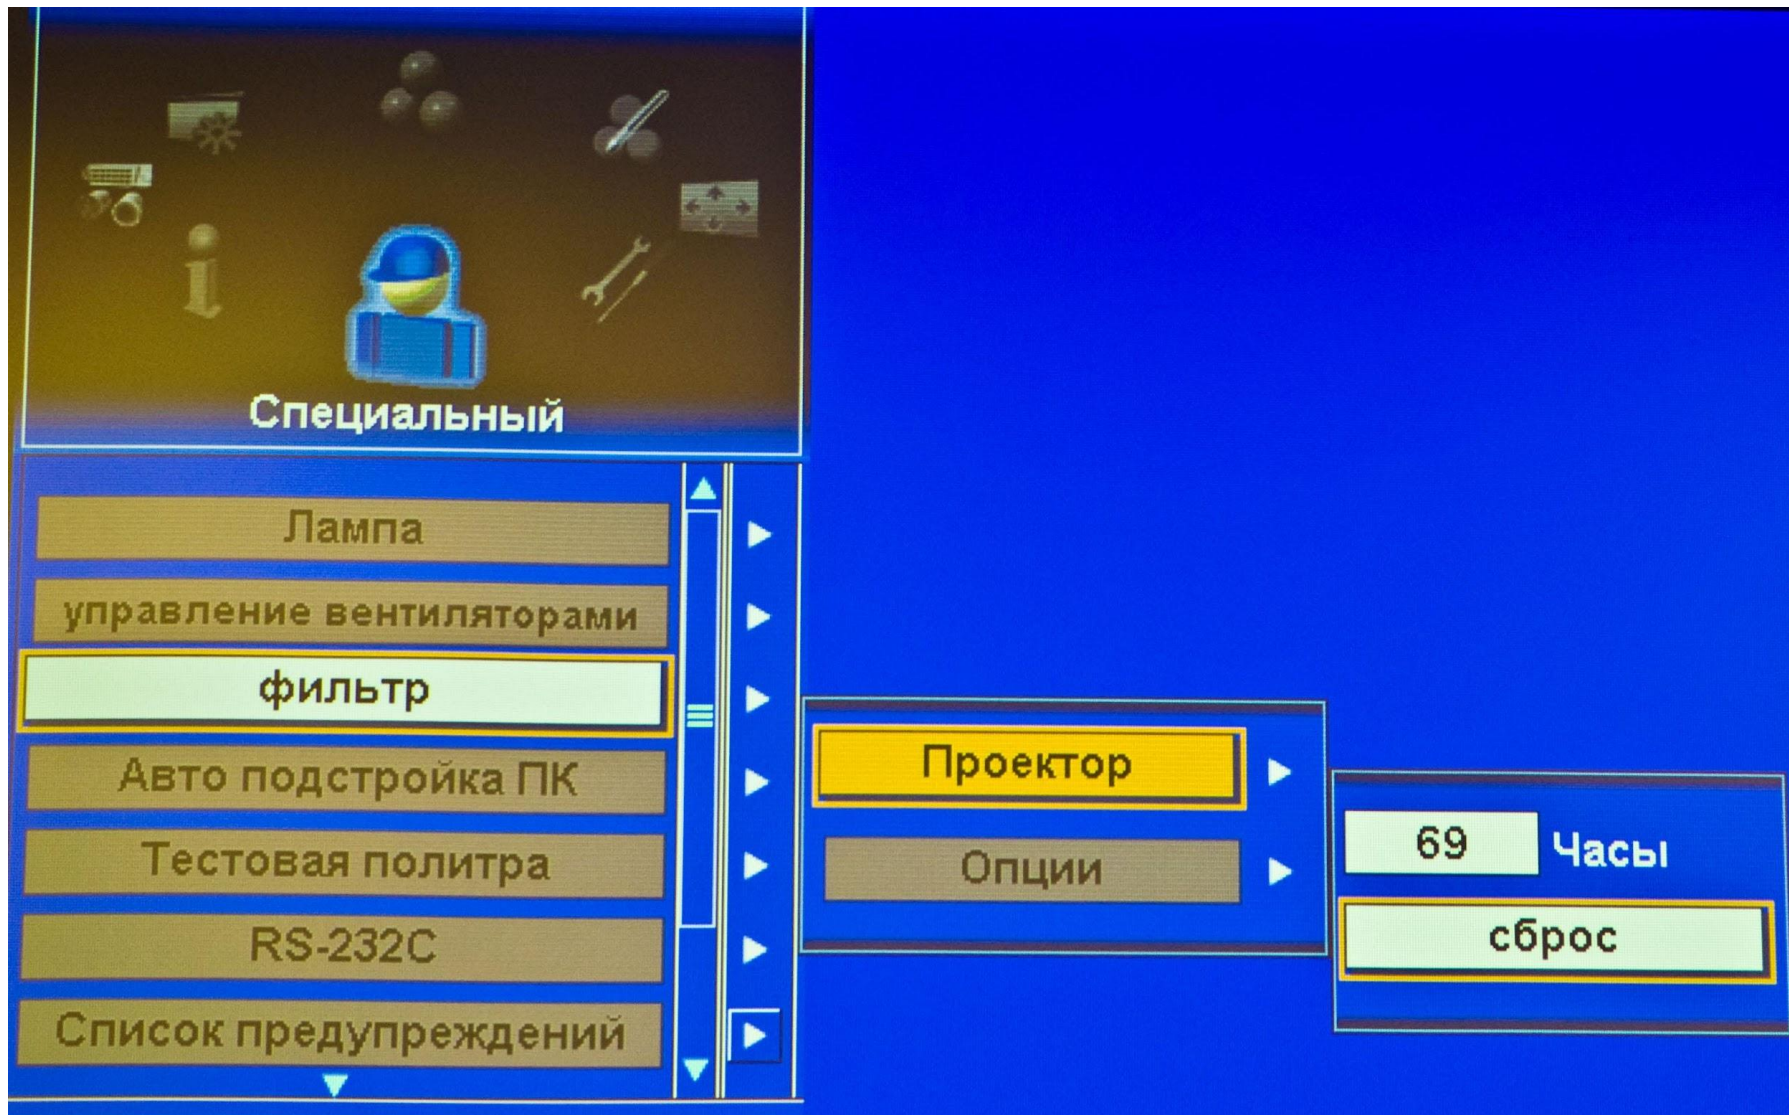 Специальный
Лампа
управление вентиляторами
фильтр
Авто подстройка ПК
Тестовая политра
RS-232C
Список предупреждений
Проектор
Опции
69 Часы
сброс